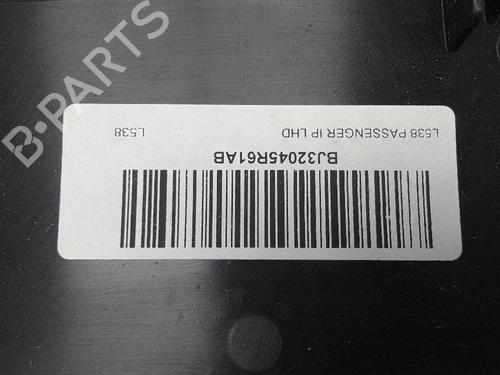 L538 PASSENGER IP LHD L538
BJ32045R61AB
B-PARTS